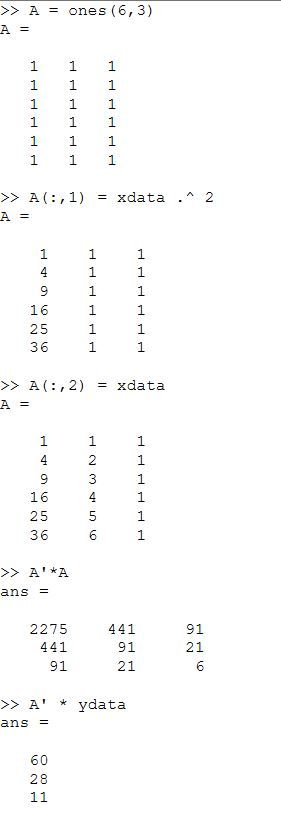 >> A = ones(6,3)
A =
1 1 1
1 1 1
1 1 1
1 1 1
1 1 1
1 1 1
>> A(:,1) = xdata .^ 2
A =
1 1 1
4 1 1
9 1 1
16 1 1
25 1 1
36 1 1
>> A(:,2) = xdata
A =
1 1 1
4 2 1
9 3 1
16 4 1
25 5 1
36 6 1
>> A'*A
ans =
2275 441 91
441 91 21
91 21 6
>> A' * ydata
ans =
60
28
11